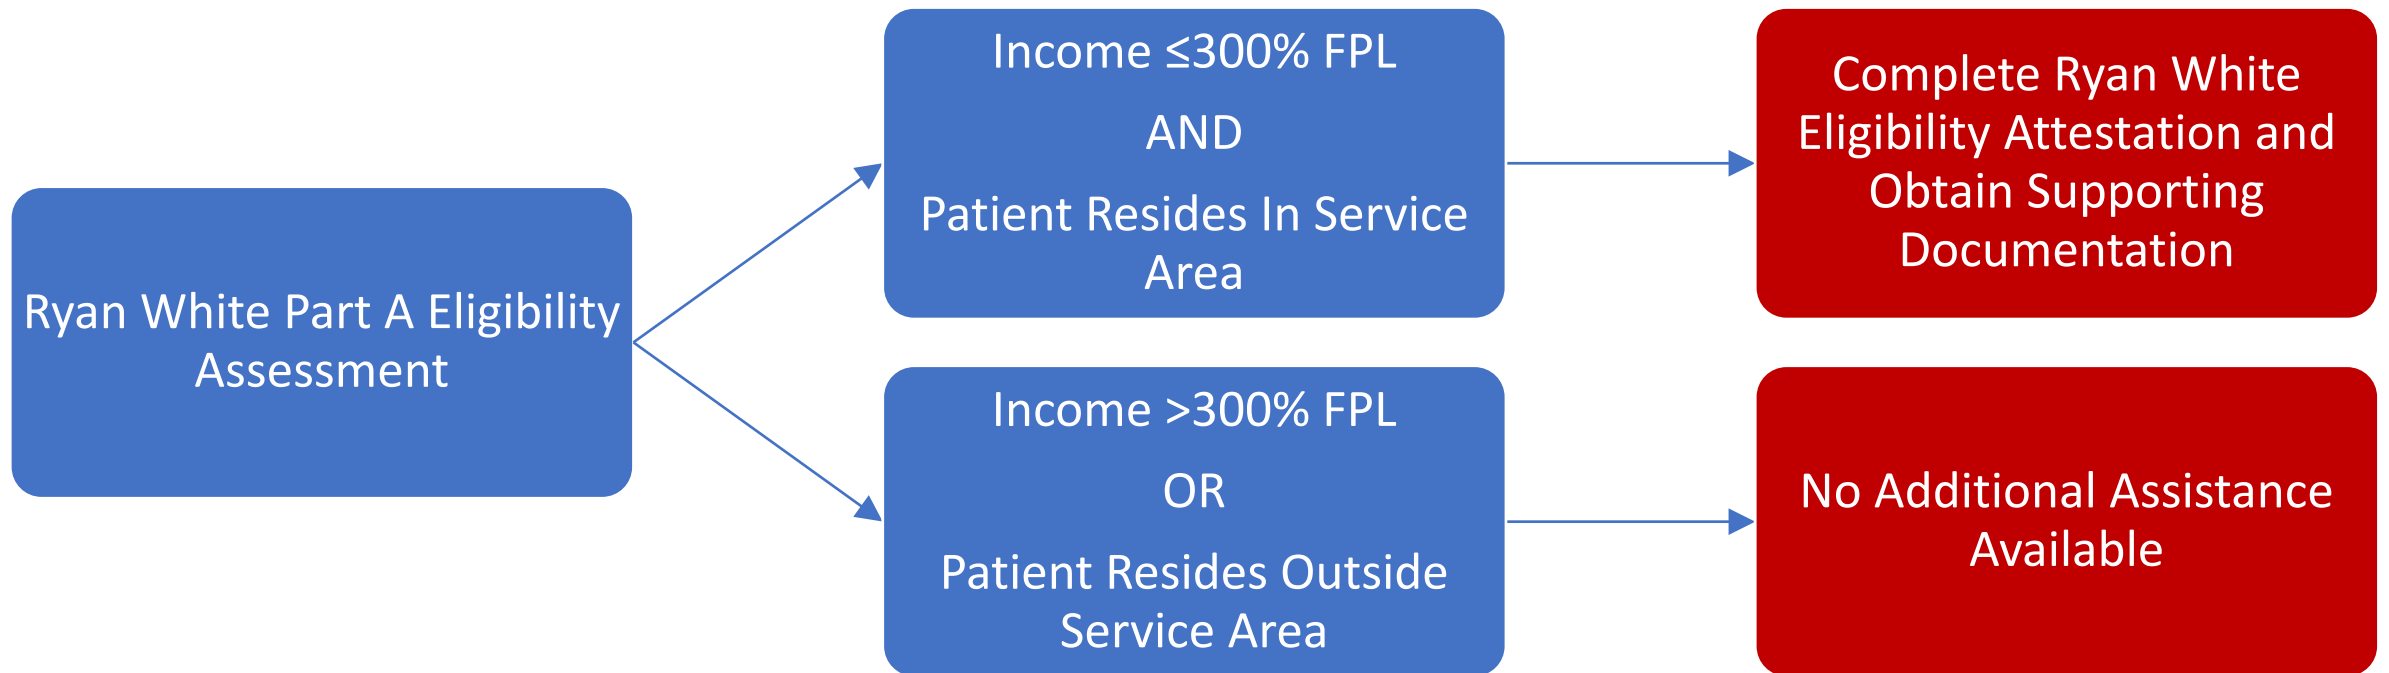 Ryan White Part A Eligibility
Assessment
Income ≤300% FPL
AND
Patient Resides In Service
Area
Complete Ryan White
Eligibility Attestation and
Obtain Supporting
Documentation
Income >300% FPL
OR
Patient Resides Outside
Service Area
No Additional Assistance
Available